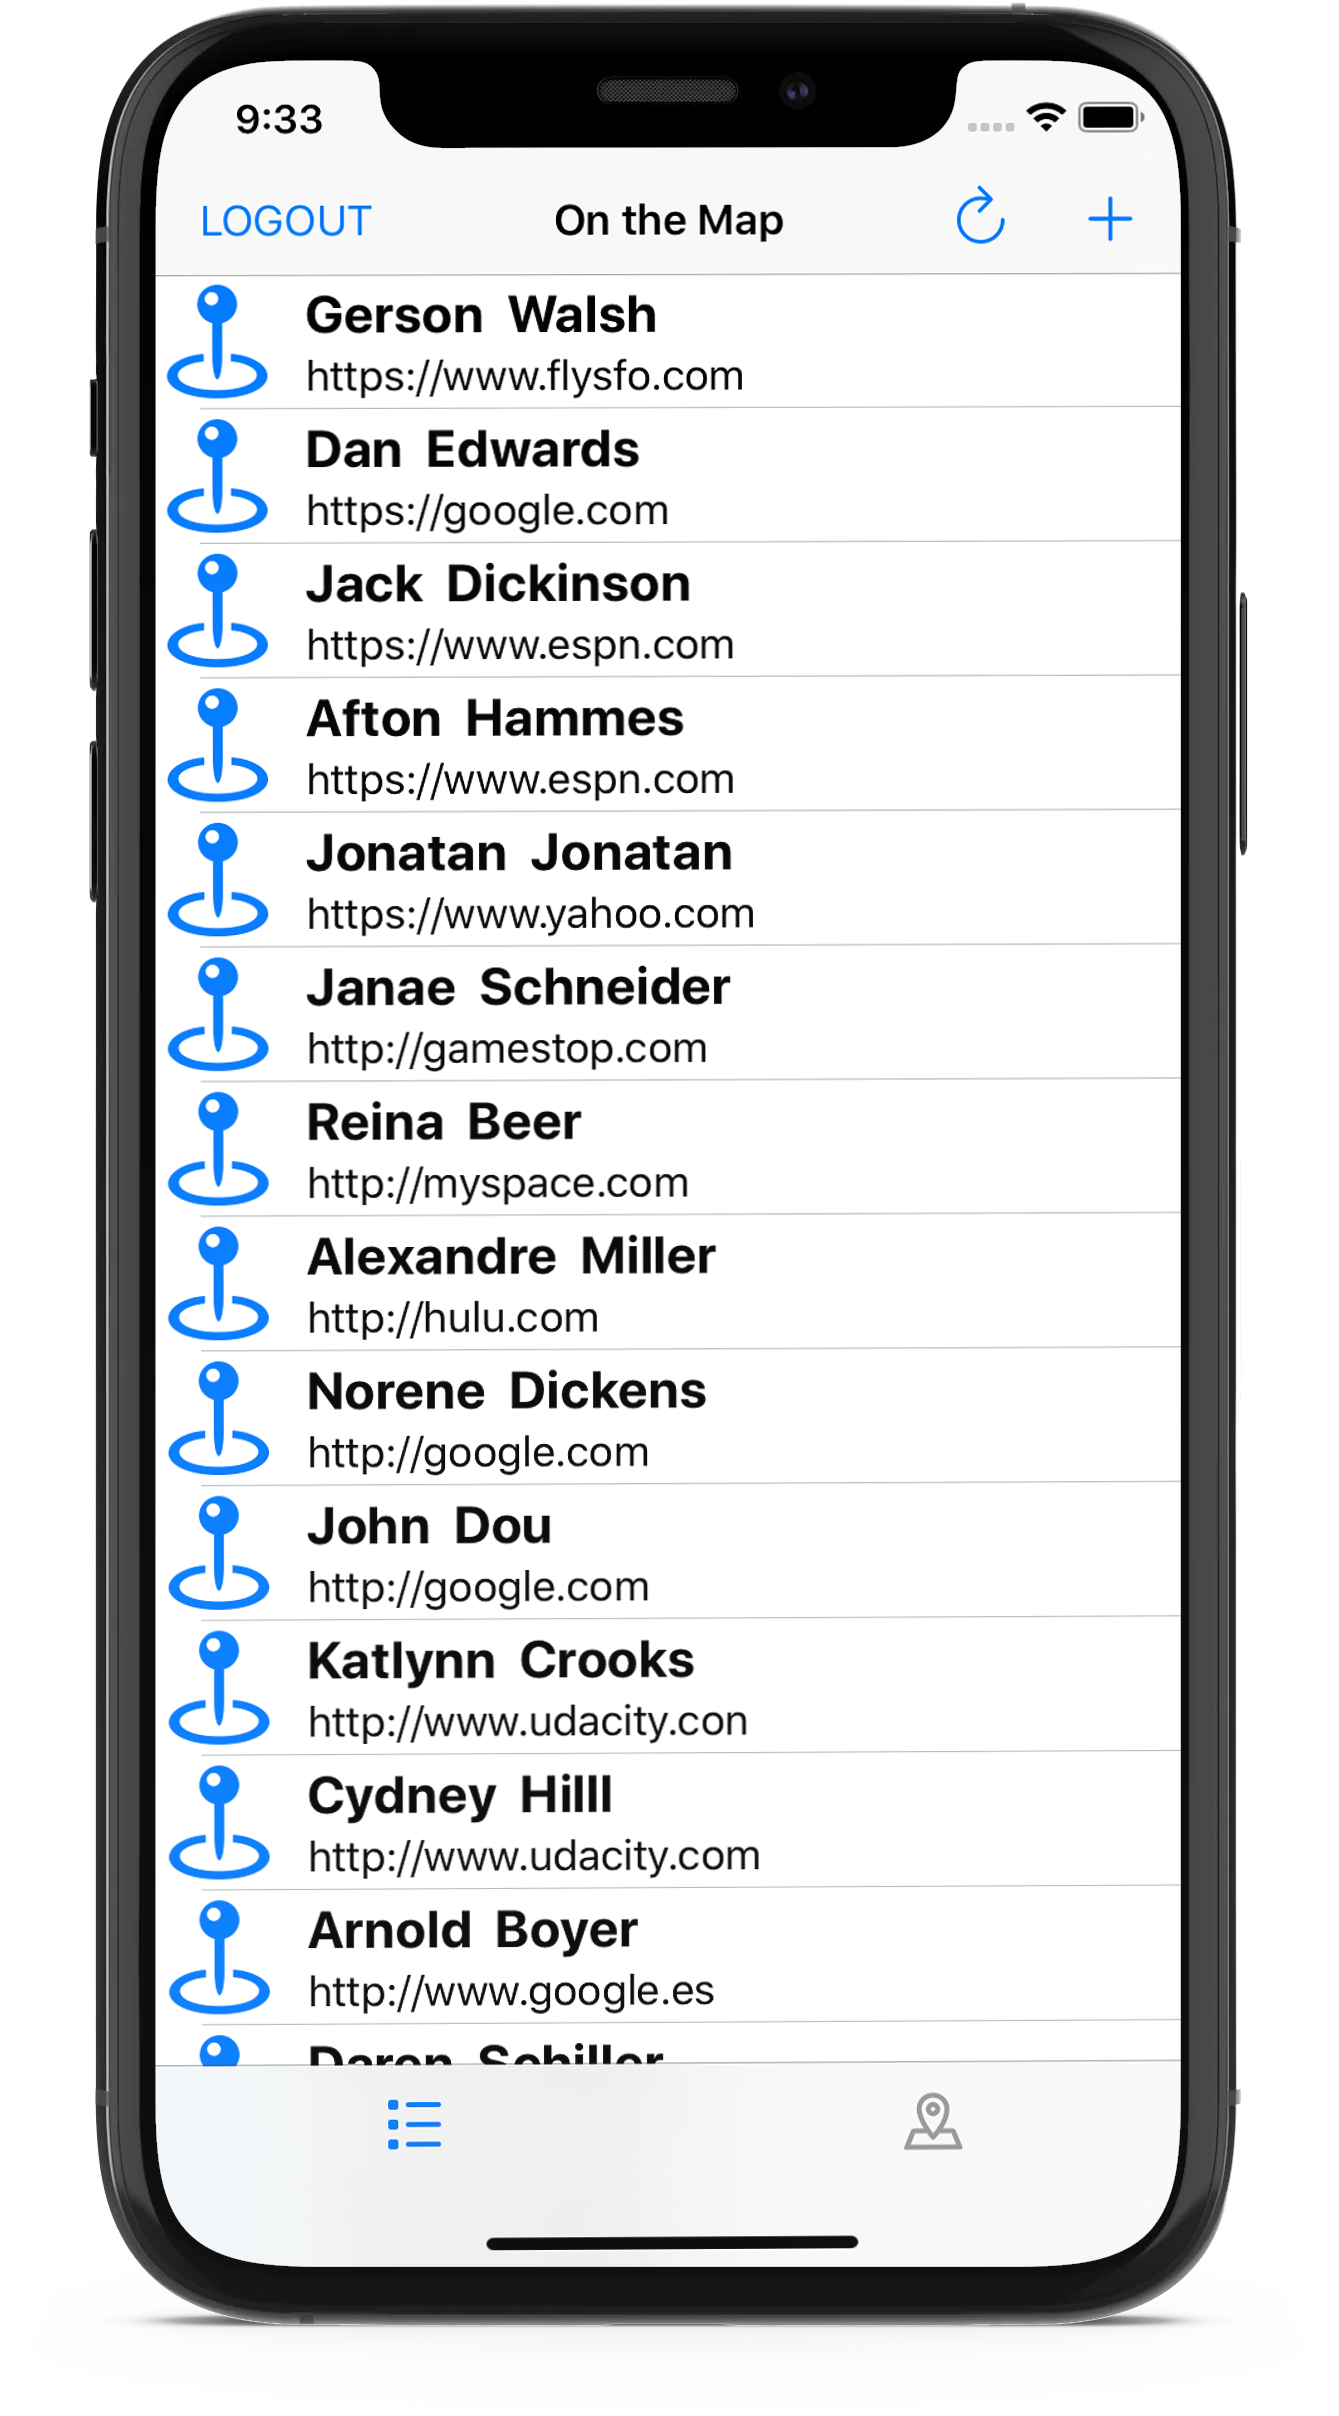 9:33
LOGOUT On the Map
Gerson Walsh
https://www.flysfo.com
Dan Edwards
https://google.com
Jack Dickinson
https://www.espn.com
Afton Hammes
https://www.espn.com
Jonatan Jonatan
https://www.yahoo.com
Janae Schneider
http://gamestop.com
Reina Beer
http://myspace.com
Alexandre Miller
http://hulu.com
Norene Dickens
http://google.com
John Dou
http://google.com
Katlynn Crooks
http://www.udacity.con
Cydney Hilll
http://www.udacity.com
Arnold Boyer
http://www.google.es
Daren Schiller